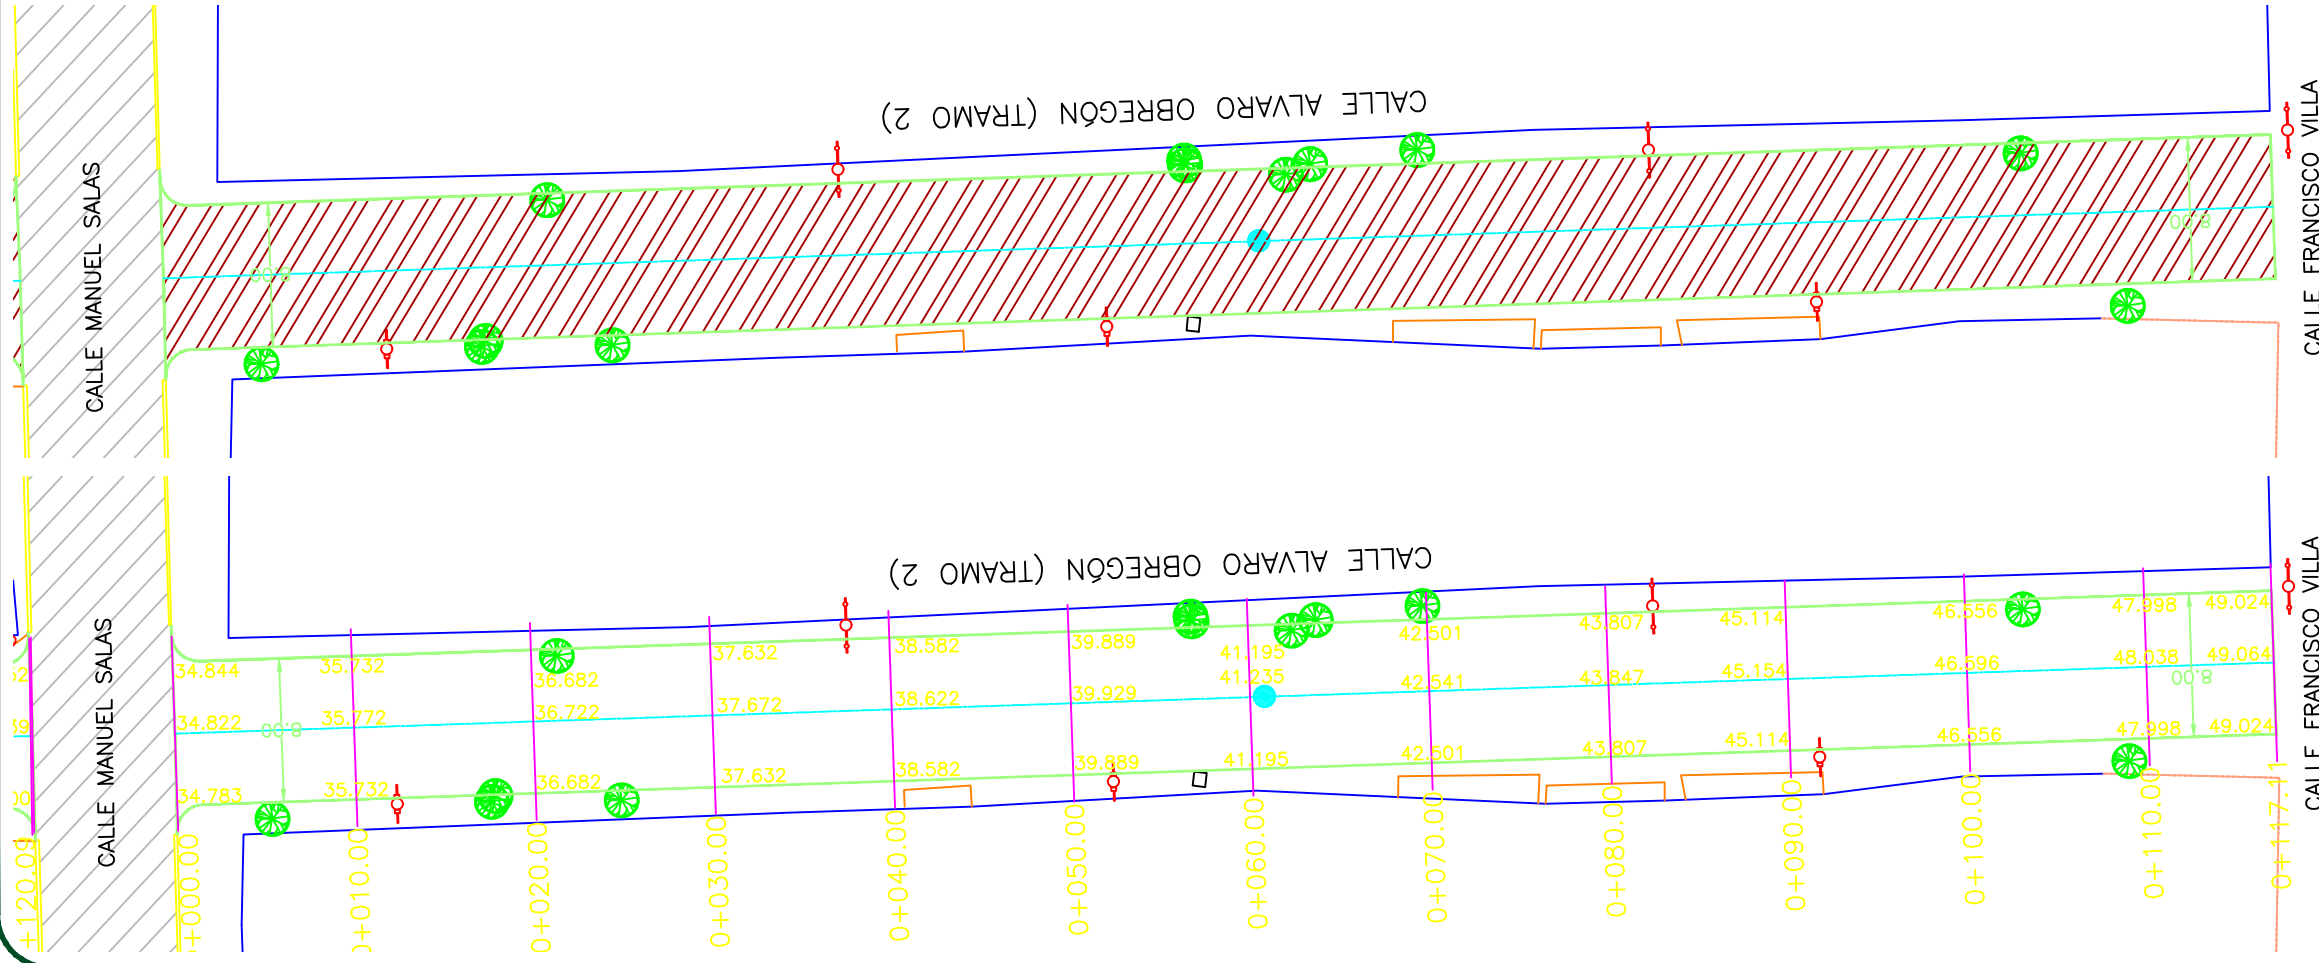 CALLE ALVARO OBREGÓN (TRAMO 2)
CALLE MANUEL SALAS
CALLE FRANCISCO VILLA
8.00
8.00
CALLE ALVARO OBREGÓN (TRAMO 2)
CALLE MANUEL SALAS
CALLE FRANCISCO VILLA
34.844 35.732 36.682 37.632 38.582 39.889 41.195 42.501 43.807 45.114 46.556 47.998 49.024
34.822 35.772 36.722 37.672 38.622 39.929 41.235 42.541 43.847 45.154 46.596 48.038 49.064
8.00
8.00
34.783 35.732 36.682 37.632 38.582 39.889 41.195 42.501 43.807 45.114 46.556 47.998 49.024
+120.09
+000.00
0+010.00
0+020.00
0+030.00
0+040.00
0+050.00
0+060.00
0+070.00
0+080.00
0+090.00
0+100.00
0+110.00
0+117.11